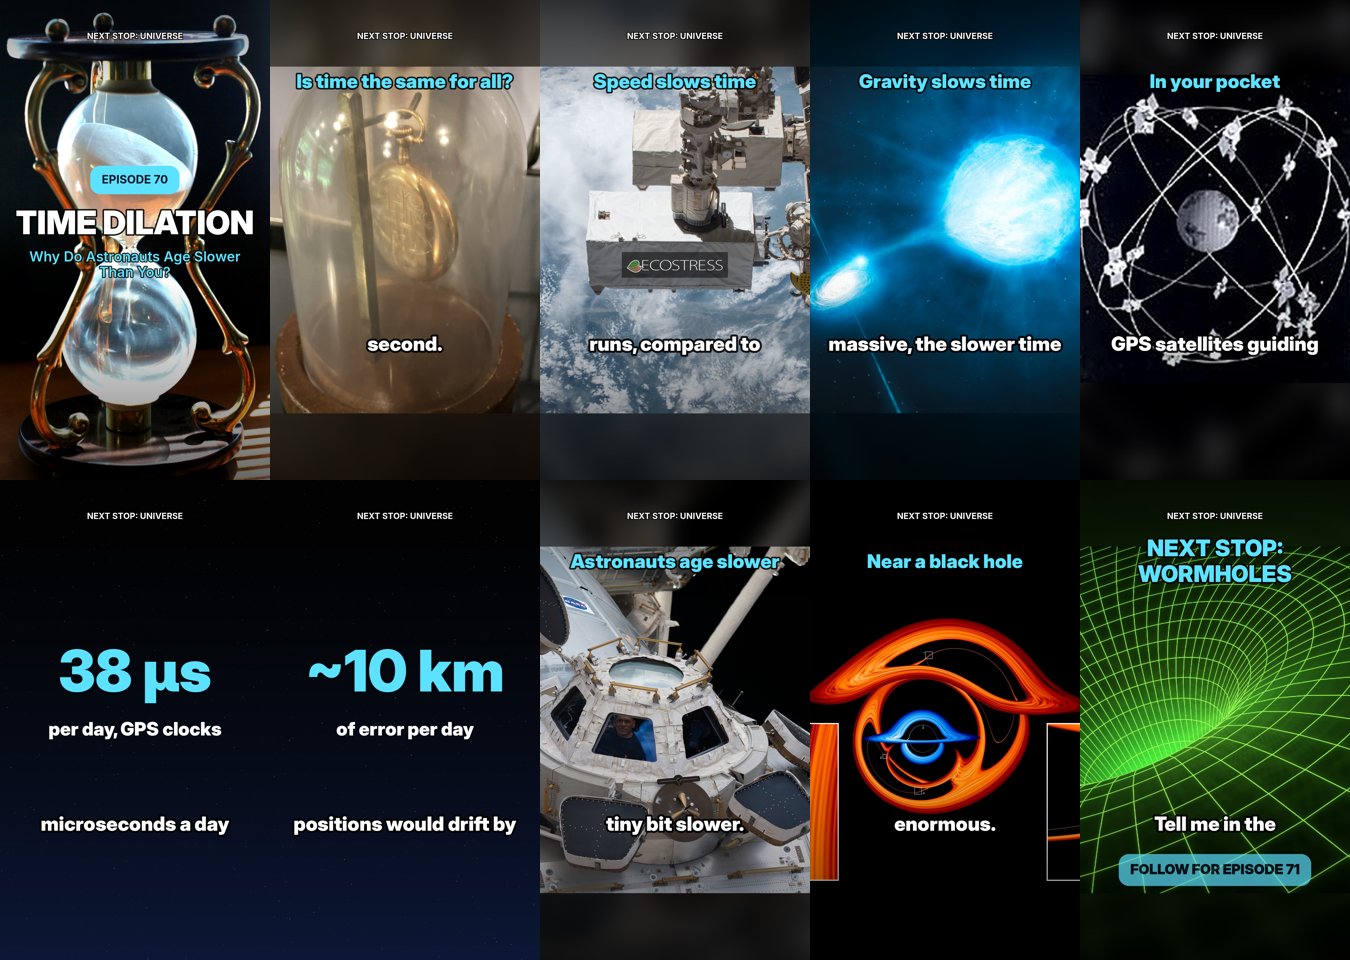 NEXT STOP: UNIVERSE
EPISODE 70
TIME DILATION
Why Do Astronauts Age Slower
Than You?
NEXT STOP: UNIVERSE
Is time the same for all?
second.
NEXT STOP: UNIVERSE
Speed slows time
ECOSTRESS
runs, compared to
NEXT STOP: UNIVERSE
Gravity slows time
massive, the slower time
NEXT STOP: UNIVERSE
In your pocket
GPS satellites guiding
NEXT STOP: UNIVERSE
38 µs
per day, GPS clocks
microseconds a day
NEXT STOP: UNIVERSE
~10 km
of error per day
positions would drift by
NEXT STOP: UNIVERSE
Astronauts age slower
tiny bit slower.
NEXT STOP: UNIVERSE
Near a black hole
enormous.
NEXT STOP: UNIVERSE
NEXT STOP:
WORMHOLES
Tell me in the
FOLLOW FOR EPISODE 71